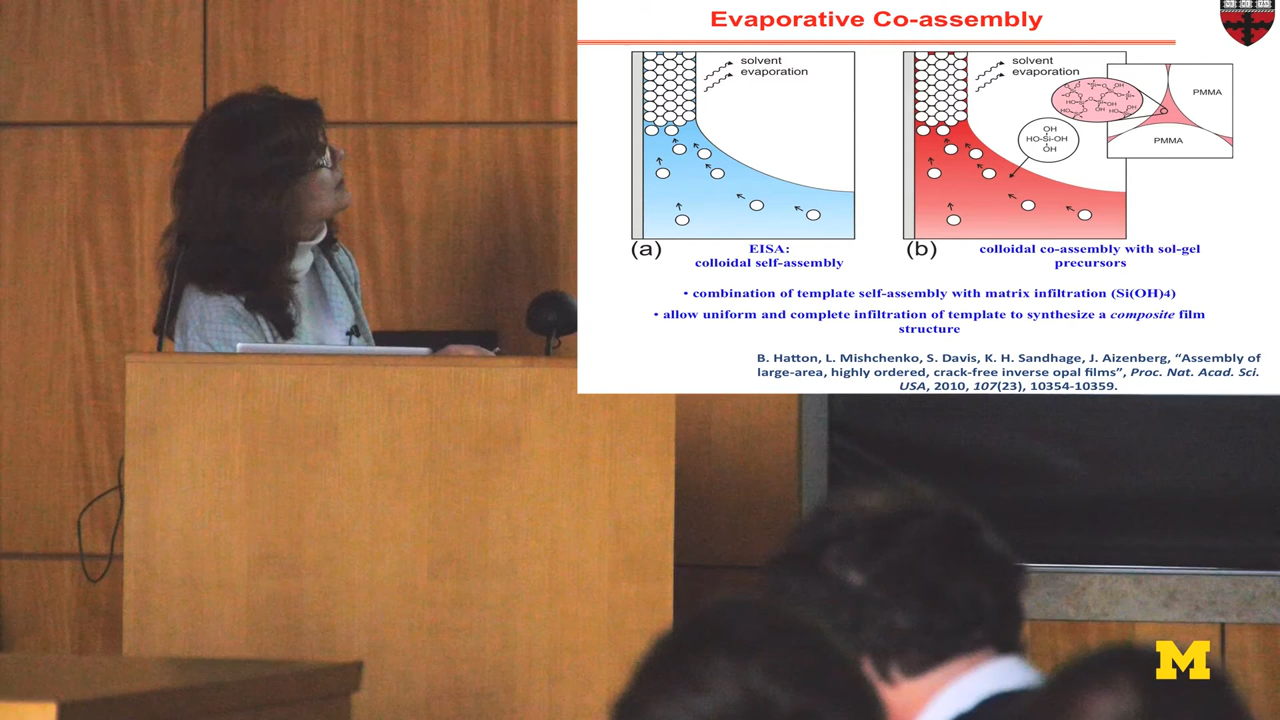 Evaporative Co-assembly
solvent
evaporation
solvent
evaporation
PMMA
PMMA
OH
HO-Si-OH
OH
(a)
EISA:
colloidal self-assembly
(b)
colloidal co-assembly with sol-gel
precursors
• combination of template self-assembly with matrix infiltration (Si(OH)4)
• allow uniform and complete infiltration of template to synthesize a composite film
structure
B. Hatton, L. Mishchenko, S. Davis, K. H. Sandhage, J. Aizenberg, “Assembly of
large-area, highly ordered, crack-free inverse opal films”, Proc. Nat. Acad. Sci.
USA, 2010, 107(23), 10354-10359.
M